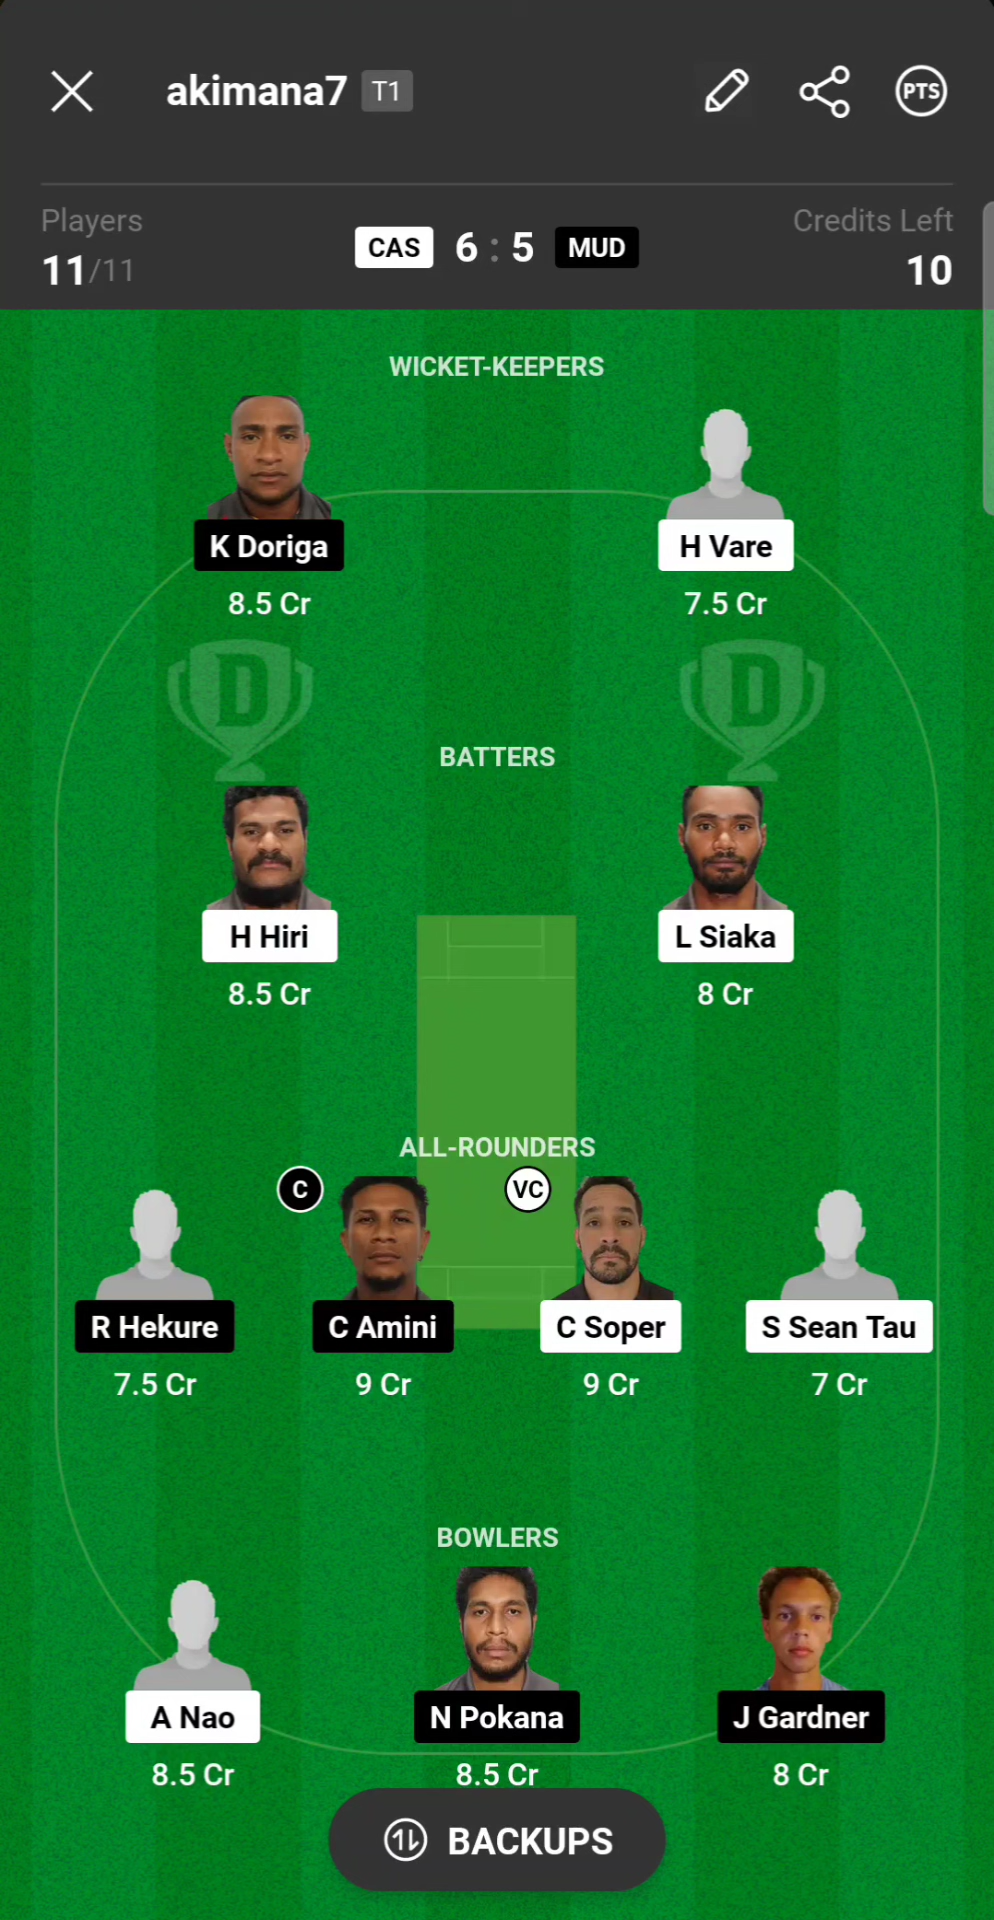 akimana7 T1 PTS
Players CAS 6 : 5 MUD Credits Left
11/11 10
WICKET-KEEPERS
K Doriga H Vare
8.5 Cr 7.5 Cr
D D
BATTERS
H Hiri L Siaka
8.5 Cr 8 Cr
ALL-ROUNDERS
C VC
R Hekure C Amini C Soper S Sean Tau
7.5 Cr 9 Cr 9 Cr 7 Cr
BOWLERS
A Nao N Pokana J Gardner
8.5 Cr 8.5 Cr 8 Cr
BACKUPS